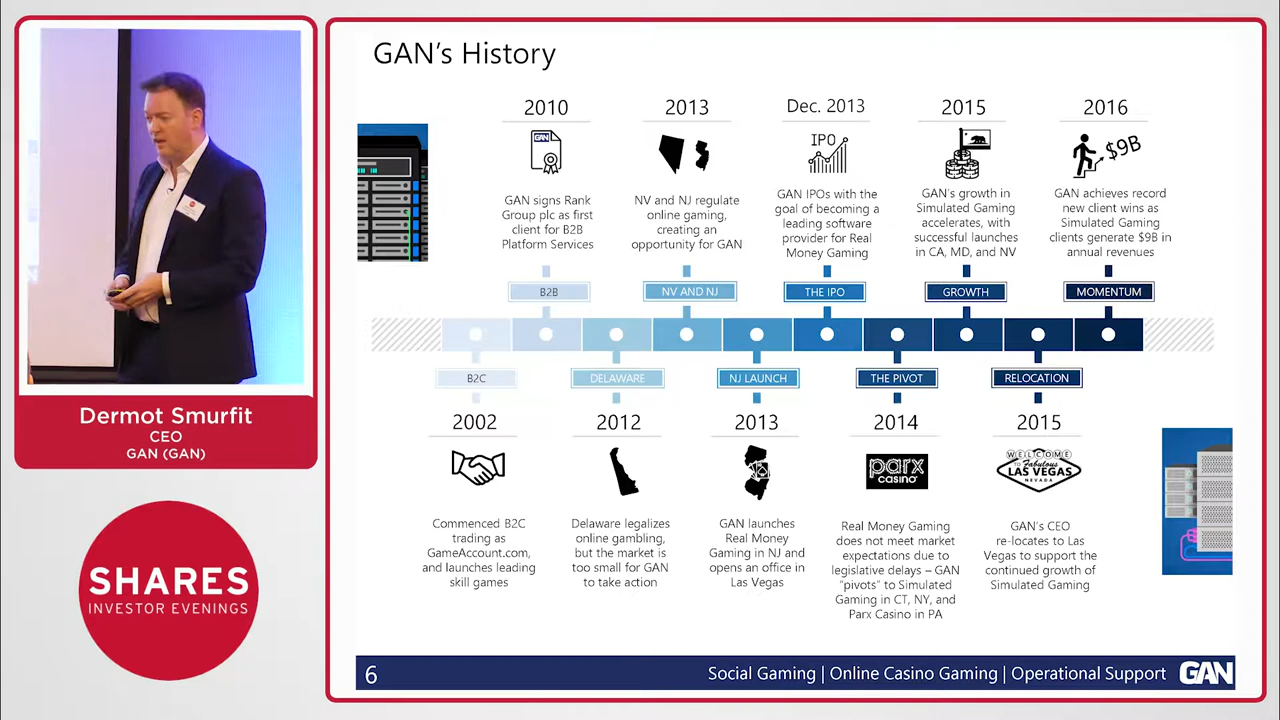 GAN's History
2010
GAN
GAN signs Rank
Group plc as first
client for B2B
Platform Services
B2B
2013
NV and NJ regulate
online gaming,
creating an
opportunity for GAN
NV AND NJ
Dec. 2013
IPO
GAN IPOs with the
goal of becoming a
leading software
provider for Real
Money Gaming
THE IPO
2015
GAN's growth in
Simulated Gaming
accelerates, with
successful launches
in CA, MD, and NV
GROWTH
2016
$9B
GAN achieves record
new client wins as
Simulated Gaming
clients generate $9B in
annual revenues
MOMENTUM
B2C
2002
Commenced B2C
trading as
GameAccount.com,
and launches leading
skill games
DELAWARE
2012
Delaware legalizes
online gambling,
but the market is
too small for GAN
to take action
NJ LAUNCH
2013
GAN launches
Real Money
Gaming in NJ and
opens an office in
Las Vegas
THE PIVOT
2014
parx
casino
Real Money Gaming
does not meet market
expectations due to
legislative delays – GAN
"pivots" to Simulated
Gaming in CT, NY, and
Parx Casino in PA
RELOCATION
2015
WELCOME
TO Fabulous
LAS VEGAS
NEVADA
GAN's CEO
re-locates to Las
Vegas to support the
continued growth of
Simulated Gaming
Dermot Smurfit
CEO
GAN (GAN)
SHARES
INVESTOR EVENINGS
6
Social Gaming | Online Casino Gaming | Operational Support
GAN